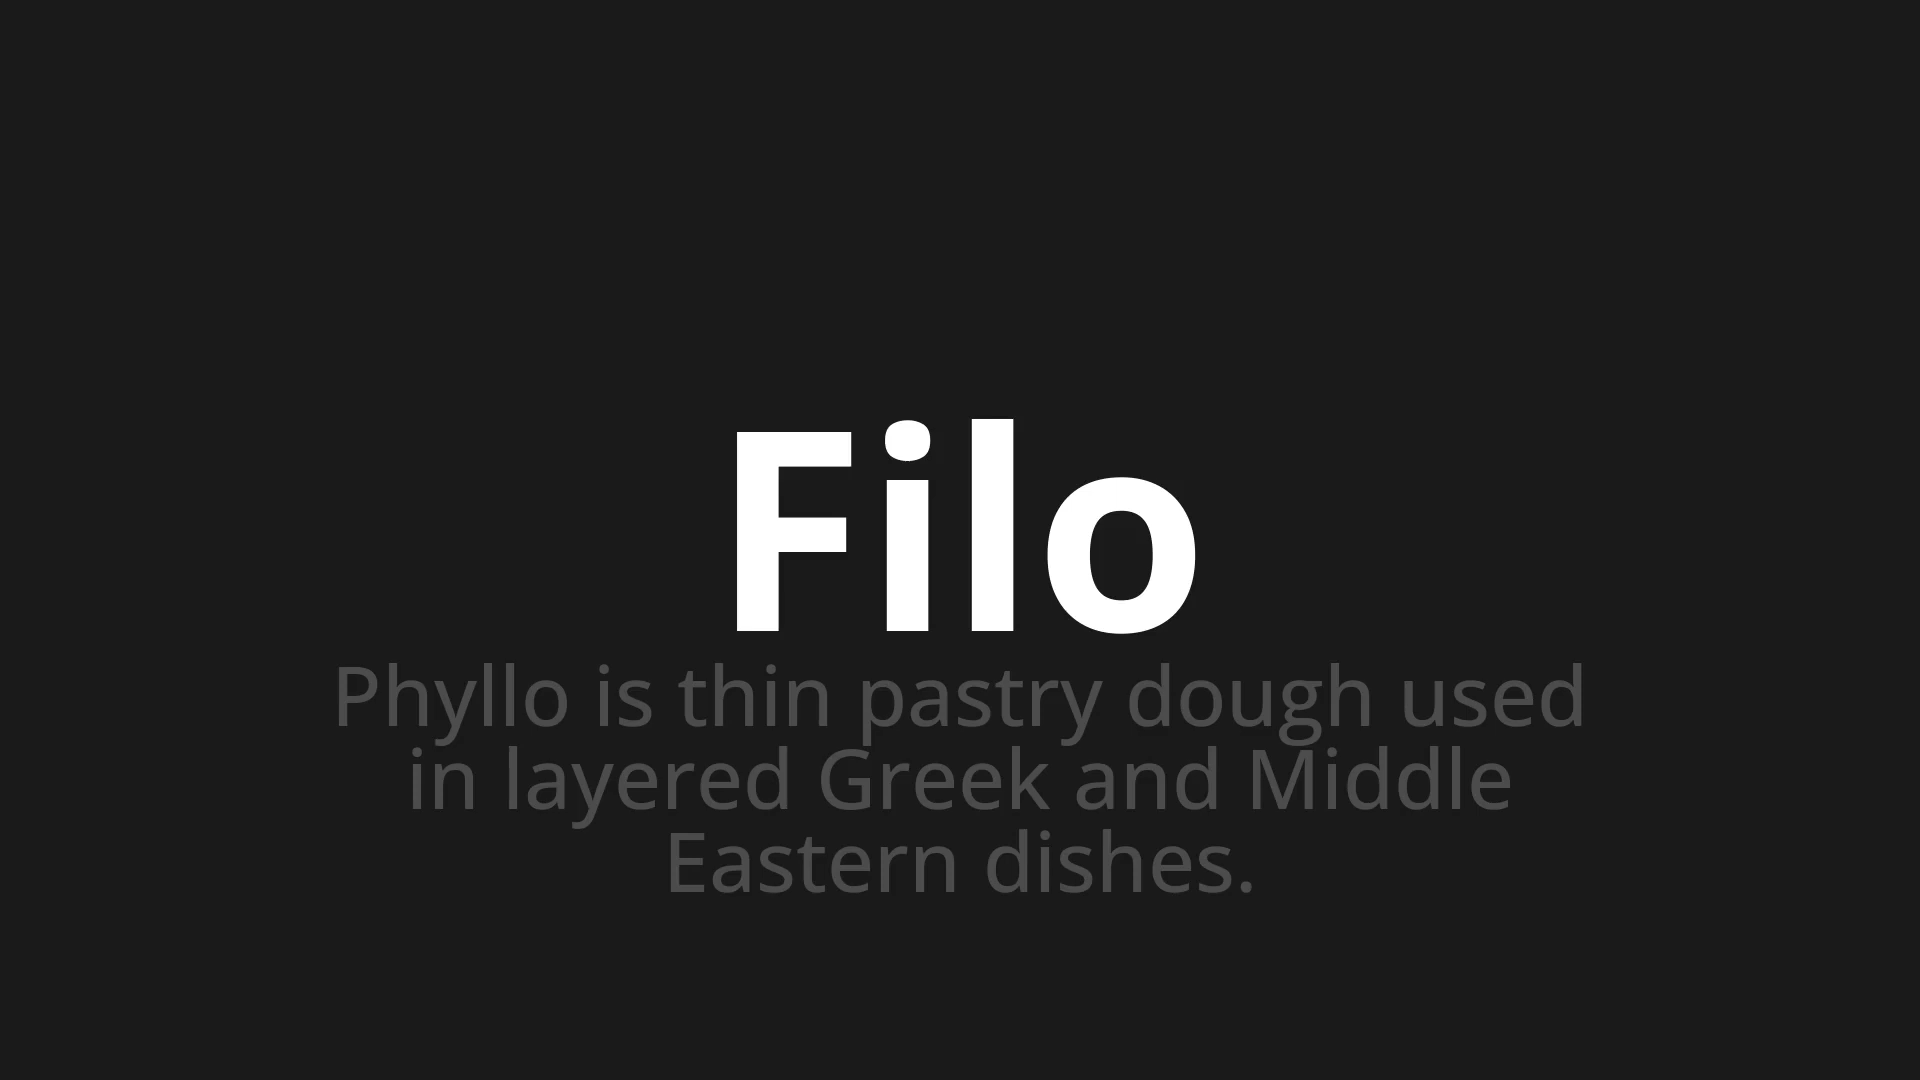 Filo
Phyllo is thin pastry dough used
in layered Greek and Middle
Eastern dishes.